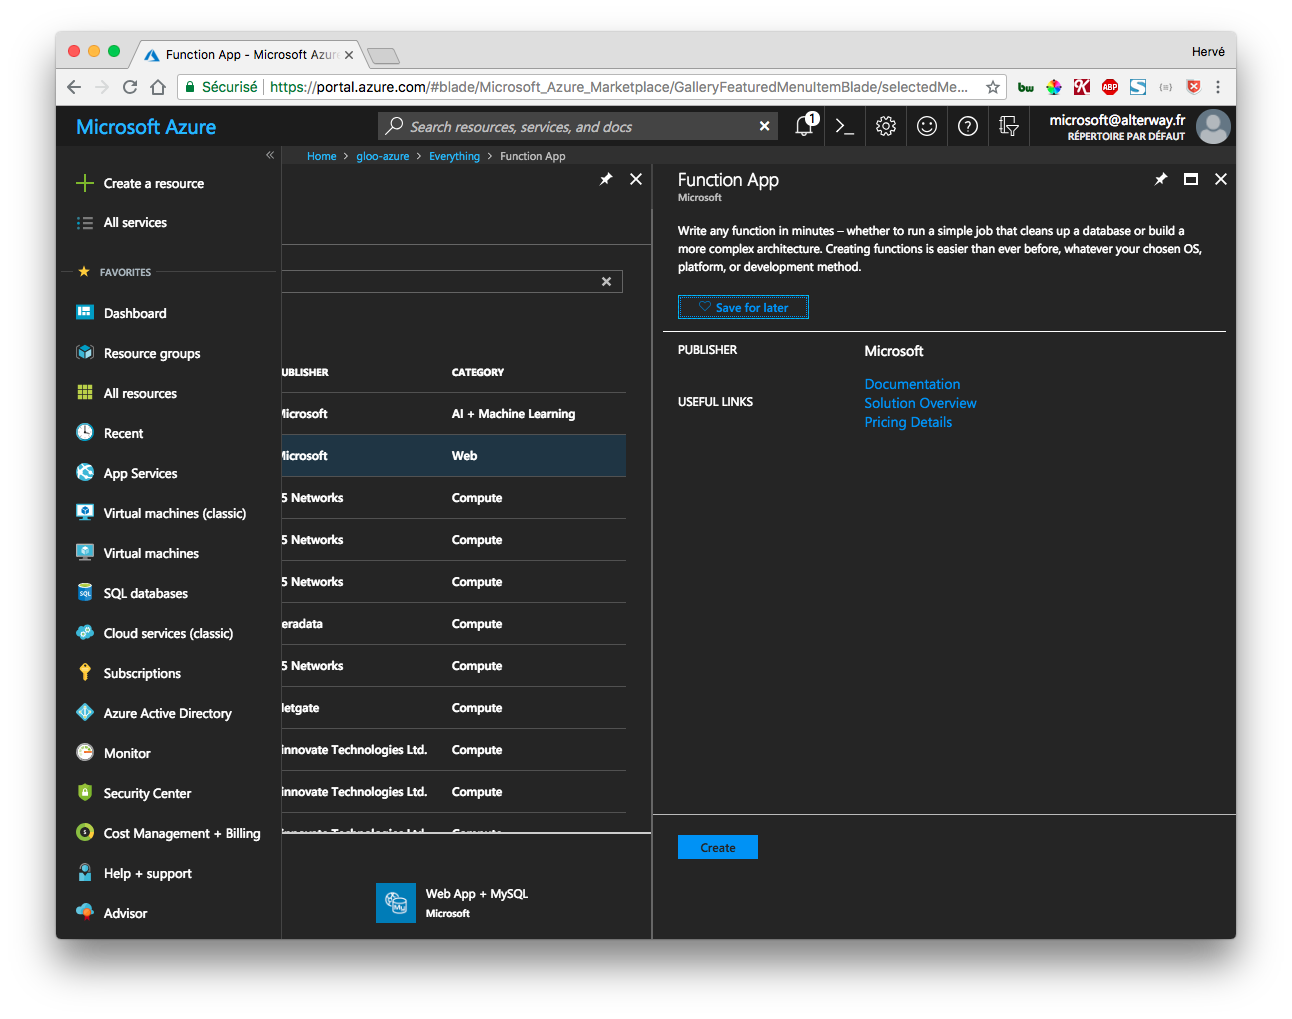 Function App - Microsoft Azur
Hervé
Sécurisé
https://portal.azure.com/#blade/Microsoft_Azure_Marketplace/GalleryFeaturedMenuItemBlade/selectedMe...
bw
ABP
S
Microsoft Azure
Search resources, services, and docs
1
microsoft@alterway.fr
RÉPERTOIRE PAR DÉFAUT
Home > gloo-azure > Everything > Function App
Create a resource
All services
FAVORITES
Dashboard
Resource groups
All resources
Recent
App Services
Virtual machines (classic)
Virtual machines
SQL databases
Cloud services (classic)
Subscriptions
Azure Active Directory
Monitor
Security Center
Cost Management + Billing
Help + support
Advisor
UBLISHER CATEGORY
Microsoft AI + Machine Learning
Microsoft Web
5 Networks Compute
5 Networks Compute
5 Networks Compute
eradata Compute
5 Networks Compute
letgate Compute
innovate Technologies Ltd. Compute
innovate Technologies Ltd. Compute
innovate Technologies Ltd. Compute
Web App + MySQL
Microsoft
Function App
Microsoft
Write any function in minutes – whether to run a simple job that cleans up a database or build a
more complex architecture. Creating functions is easier than ever before, whatever your chosen OS,
platform, or development method.
Save for later
PUBLISHER Microsoft
USEFUL LINKS
Documentation
Solution Overview
Pricing Details
Create